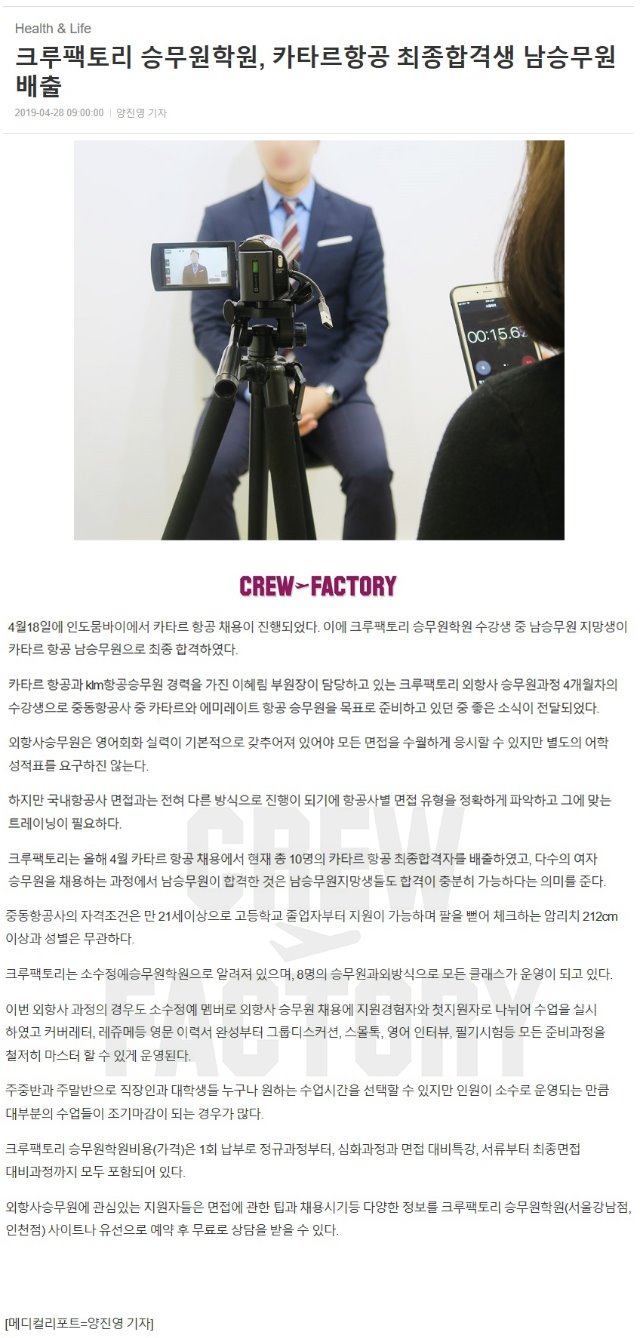 Health & Life
크루팩토리 승무원학원, 카타르항공 최종합격생 남승무원
배출
2019-04-28 09:00:00 | 양진영 기자
00:15.62
CREW FACTORY
4월18일에 인도뭄바이에서 카타르 항공 채용이 진행되었다. 이에 크루팩토리 승무원학원 수강생 중 남승무원 지망생이
카타르 항공 남승무원으로 최종 합격하였다.
카타르 항공과 klm항공승무원 경력을 가진 이혜림 부원장이 담당하고 있는 크루팩토리 외항사 승무원과정 4개월차의
수강생으로 중동항공사 중 카타르와 에미레이트 항공 승무원을 목표로 준비하고 있던 중 좋은 소식이 전달되었다.
외항사승무원은 영어회화 실력이 기본적으로 갖추어져 있어야 모든 면접을 수월하게 응시할 수 있지만 별도의 어학
성적표를 요구하진 않는다.
하지만 국내항공사 면접과는 전혀 다른 방식으로 진행이 되기에 항공사별 면접 유형을 정확하게 파악하고 그에 맞는
트레이닝이 필요하다.
크루팩토리는 올해 4월 카타르 항공 채용에서 현재 총 10명의 카타르 항공 최종합격자를 배출하였고, 다수의 여자
승무원을 채용하는 과정에서 남승무원이 합격한 것은 남승무원지망생들도 합격이 충분히 가능하다는 의미를 준다.
중동항공사의 자격조건은 만 21세이상으로 고등학교 졸업자부터 지원이 가능하며 팔을 뻗어 체크하는 암리치 212cm
이상과 성별은 무관하다.
크루팩토리는 소수정예승무원학원으로 알려져 있으며, 8명의 승무원과외방식으로 모든 클래스가 운영이 되고 있다.
이번 외항사 과정의 경우도 소수정예 멤버로 외항사 승무원 채용에 지원경험자와 첫지원자로 나뉘어 수업을 실시
하였고 커버레터, 레쥬메등 영문 이력서 완성부터 그룹디스커션, 스몰톡, 영어 인터뷰, 필기시험등 모든 준비과정을
철저히 마스터 할 수 있게 운영된다.
주중반과 주말반으로 직장인과 대학생들 누구나 원하는 수업시간을 선택할 수 있지만 인원이 소수로 운영되는 만큼
대부분의 수업들이 조기마감이 되는 경우가 많다.
크루팩토리 승무원학원비용(가격)은 1회 납부로 정규과정부터, 심화과정과 면접 대비특강, 서류부터 최종면접
대비과정까지 모두 포함되어 있다.
외항사승무원에 관심있는 지원자들은 면접에 관한 팁과 채용시기등 다양한 정보를 크루팩토리 승무원학원(서울강남점,
인천점) 사이트나 유선으로 예약 후 무료로 상담을 받을 수 있다.
CREW
FACTORY
[메디컬리포트=양진영 기자]